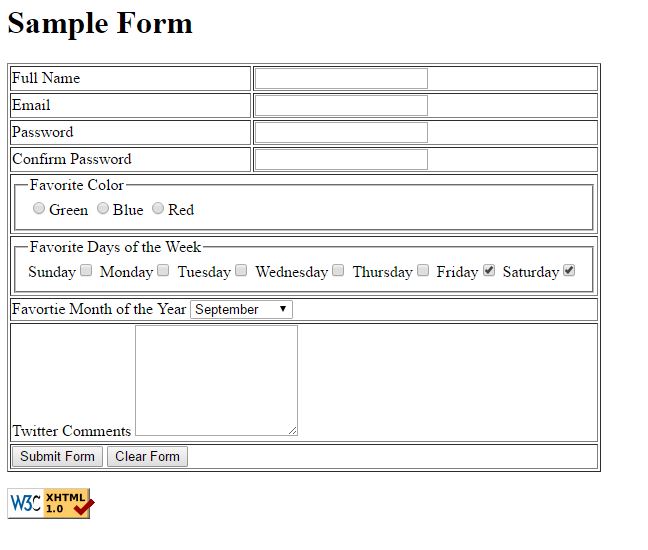 Sample Form
Full Name
Email
Password
Confirm Password
Favorite Color
Green Blue Red
Favorite Days of the Week
Sunday Monday Tuesday Wednesday Thursday Friday Saturday
Favortie Month of the Year September
Twitter Comments
Submit Form Clear Form
W3C XHTML
1.0